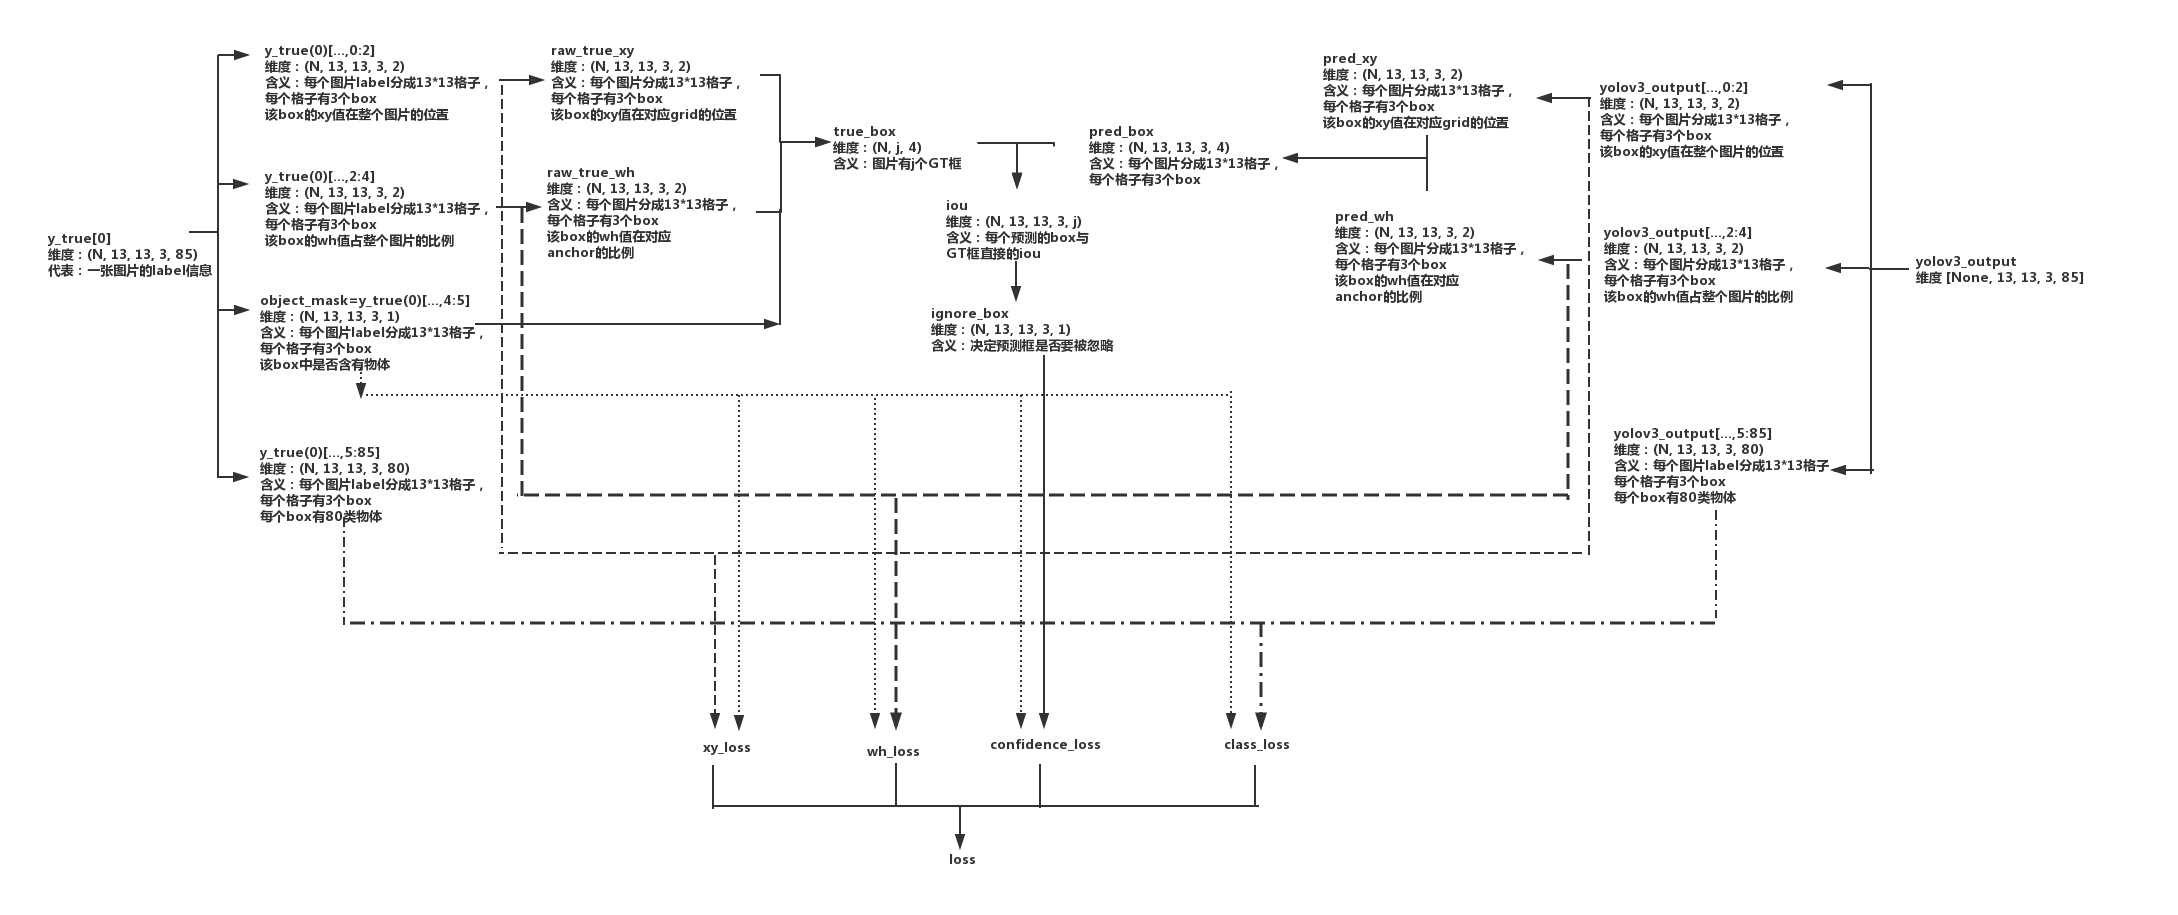 y_true[0]
维度：(N, 13, 13, 3, 85)
代表：一张图片的label信息
y_true(0)[...,0:2]
维度：(N, 13, 13, 3, 2)
含义：每个图片label分成13*13格子，
每个格子有3个box
该box的xy值在整个图片的位置
y_true(0)[...,2:4]
维度：(N, 13, 13, 3, 2)
含义：每个图片label分成13*13格子，
每个格子有3个box
该box的wh值占整个图片的比例
object_mask=y_true(0)[...,4:5]
维度：(N, 13, 13, 3, 1)
含义：每个图片label分成13*13格子，
每个格子有3个box
该box中是否含有物体
y_true(0)[...,5:85]
维度：(N, 13, 13, 3, 80)
含义：每个图片label分成13*13格子，
每个格子有3个box
每个box有80类物体
raw_true_xy
维度：(N, 13, 13, 3, 2)
含义：每个图片分成13*13格子，
每个格子有3个box
该box的xy值在对应grid的位置
raw_true_wh
维度：(N, 13, 13, 3, 2)
含义：每个图片分成13*13格子，
每个格子有3个box
该box的wh值在对应
anchor的比例
true_box
维度：(N, j, 4)
含义：图片有j个GT框
iou
维度：(N, 13, 13, 3, j)
含义：每个预测的box与
GT框直接的iou
ignore_box
维度：(N, 13, 13, 3, 1)
含义：决定预测框是否要被忽略
pred_box
维度：(N, 13, 13, 3, 4)
含义：每个图片分成13*13格子，
每个格子有3个box
pred_xy
维度：(N, 13, 13, 3, 2)
含义：每个图片分成13*13格子，
每个格子有3个box
该box的xy值在对应grid的位置
pred_wh
维度：(N, 13, 13, 3, 2)
含义：每个图片分成13*13格子，
每个格子有3个box
该box的wh值在对应
anchor的比例
yolov3_output[...,0:2]
维度：(N, 13, 13, 3, 2)
含义：每个图片分成13*13格子，
每个格子有3个box
该box的xy值在整个图片的位置
yolov3_output[...,2:4]
维度：(N, 13, 13, 3, 2)
含义：每个图片分成13*13格子，
每个格子有3个box
该box的wh值占整个图片的比例
yolov3_output[...,5:85]
维度：(N, 13, 13, 3, 80)
含义：每个图片label分成13*13格子
每个格子有3个box
每个box有80类物体
yolov3_output
维度 [None, 13, 13, 3, 85]
xy_loss
wh_loss
confidence_loss
class_loss
loss